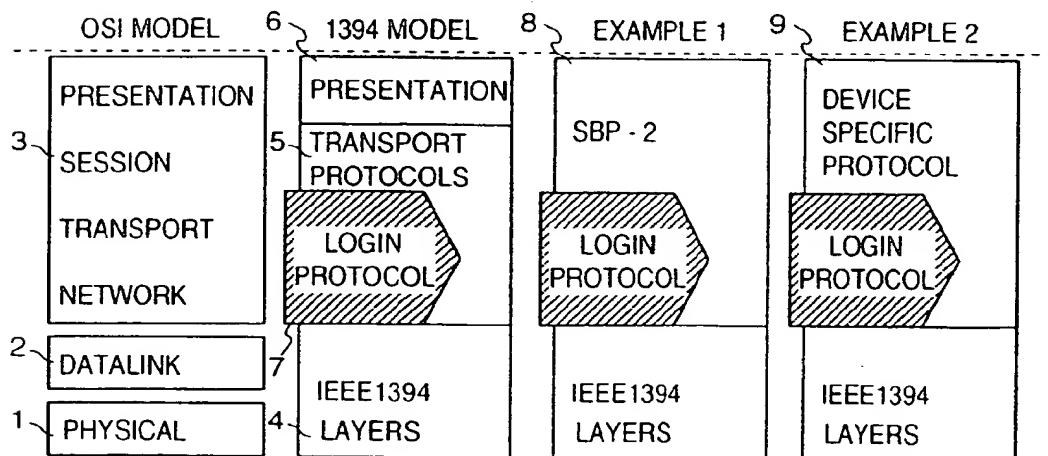 OSI MODEL
1394 MODEL
EXAMPLE 1
EXAMPLE 2
3
PRESENTATION
SESSION
TRANSPORT
NETWORK
2
DATALINK
1
PHYSICAL
6
PRESENTATION
5
TRANSPORT
PROTOCOLS
LOGIN
PROTOCOL
7
4
IEEE1394
LAYERS
8
SBP - 2
LOGIN
PROTOCOL
IEEE1394
LAYERS
9
DEVICE
SPECIFIC
PROTOCOL
LOGIN
PROTOCOL
IEEE1394
LAYERS